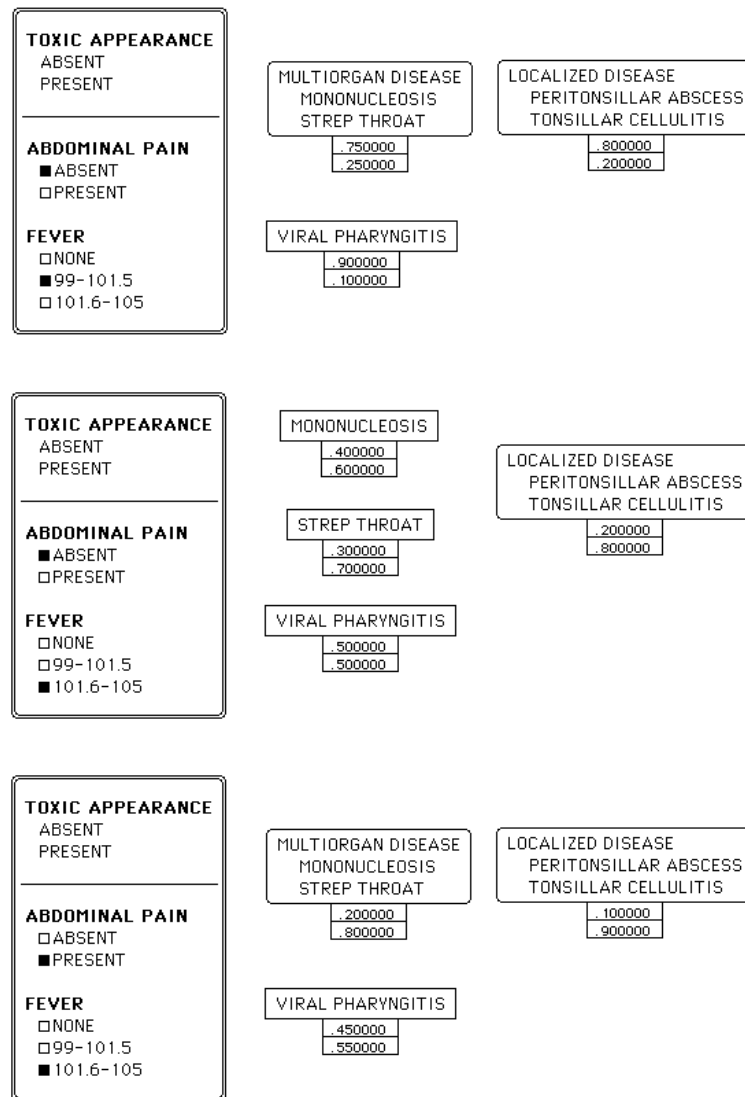 TOXIC APPEARANCE
ABSENT
PRESENT
ABDOMINAL PAIN
■ABSENT
□PRESENT
FEVER
□NONE
■99-101.5
□101.6-105
MULTIORGAN DISEASE
MONONUCLEOSIS
STREP THROAT
.750000
.250000
LOCALIZED DISEASE
PERITONSILLAR ABSCESS
TONSILLAR CELLULITIS
.800000
.200000
VIRAL PHARYNGITIS
.900000
.100000
TOXIC APPEARANCE
ABSENT
PRESENT
ABDOMINAL PAIN
■ABSENT
□PRESENT
FEVER
□NONE
□99-101.5
■101.6-105
MONONUCLEOSIS
.400000
.600000
STREP THROAT
.300000
.700000
VIRAL PHARYNGITIS
.500000
.500000
LOCALIZED DISEASE
PERITONSILLAR ABSCESS
TONSILLAR CELLULITIS
.200000
.800000
TOXIC APPEARANCE
ABSENT
PRESENT
ABDOMINAL PAIN
□ABSENT
■PRESENT
FEVER
□NONE
□99-101.5
■101.6-105
MULTIORGAN DISEASE
MONONUCLEOSIS
STREP THROAT
.200000
.800000
LOCALIZED DISEASE
PERITONSILLAR ABSCESS
TONSILLAR CELLULITIS
.100000
.900000
VIRAL PHARYNGITIS
.450000
.550000